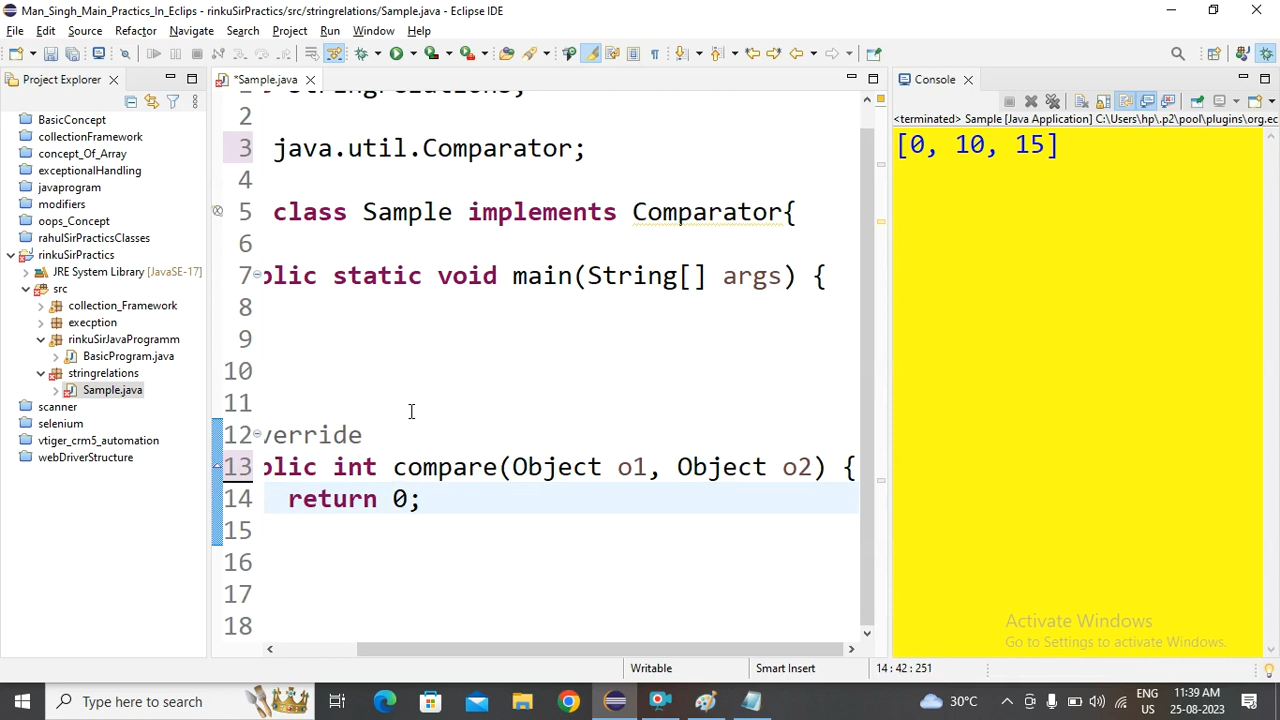 Man_Singh_Main_Practics_In_Eclips - rinkuSirPractics/src/stringrelations/Sample.java - Eclipse IDE
File Edit Source Refactor Navigate Search Project Run Window Help
Project Explorer
BasicConcept
collectionFramework
concept_Of_Array
exceptionalHandling
javaprogram
modifers
oops_Concept
rahulSirPracticsClasses
rinkuSirPractics
JRE System Library [JavaSE-17]
src
collection_Framework
execption
rinkuSirJavaProgramm
BasicProgram.java
stringrelations
Sample.java
scanner
selenium
vtiger_crm5_automation
webDriverStructure
*Sample.java
2
3 java.util.Comparator;
4
5 class Sample implements Comparator{
6
7 blic static void main(String[] args) {
8
9
10
11
12 verride
13 blic int compare(Object o1, Object o2) {
14 return 0;
15
16
17
18
Console
<terminated> Sample [Java Application] C:\Users\hp\.p2\pool\plugins\org.ec
[0, 10, 15]
Activate Windows
Go to Settings to activate Windows.
Writable Smart Insert 14 : 42 : 251
Type here to search 30°C ENG US 11:39 AM 25-08-2023